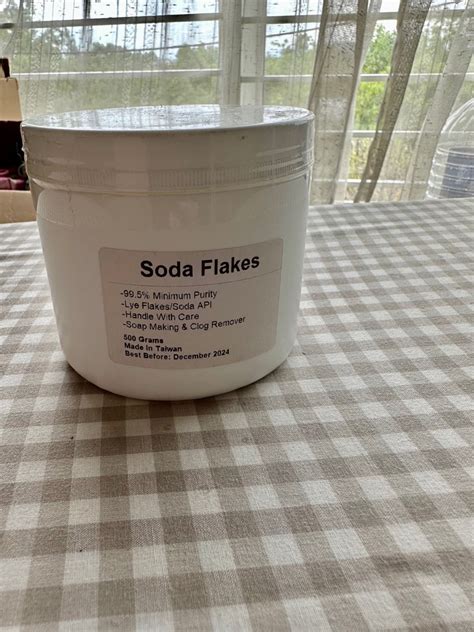 Soda Flakes
-99.5% Minimum Purity
-Lye Flakes/Soda API
-Handle With Care
-Soap Making & Clog Remover
500 Grams
Made in Taiwan
Best Before: December 2024